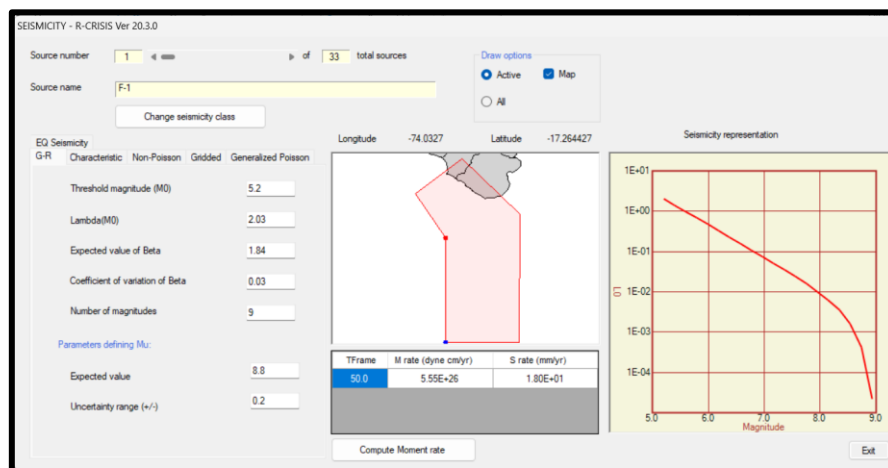 SEISMICITY - R-CRISIS Ver 20.3.0
Source number 1 of 33 total sources
Source name F-1
Change seismicity class
Draw options
Active Map
All
EQ Seismicity
G-R Characteristic Non-Poisson Gridded Generalized Poisson
Threshold magnitude (M0) 5.2
Lambda(M0) 2.03
Expected value of Beta 1.84
Coefficient of variation of Beta 0.03
Number of magnitudes 9
Parameters defining Mu:
Expected value 8.8
Uncertainty range (+/-) 0.2
Longitude -74.0327 Latitude -17.264427
TFrame M rate (dyne cm/yr) S rate (mm/yr)
50.0 5.55E+26 1.80E+01
Compute Moment rate
Seismicity representation
1E+01
1E+00
1E-01
1E-02
1E-03
1E-04
L0
5.0 6.0 7.0 8.0 9.0
Magnitude
Exit